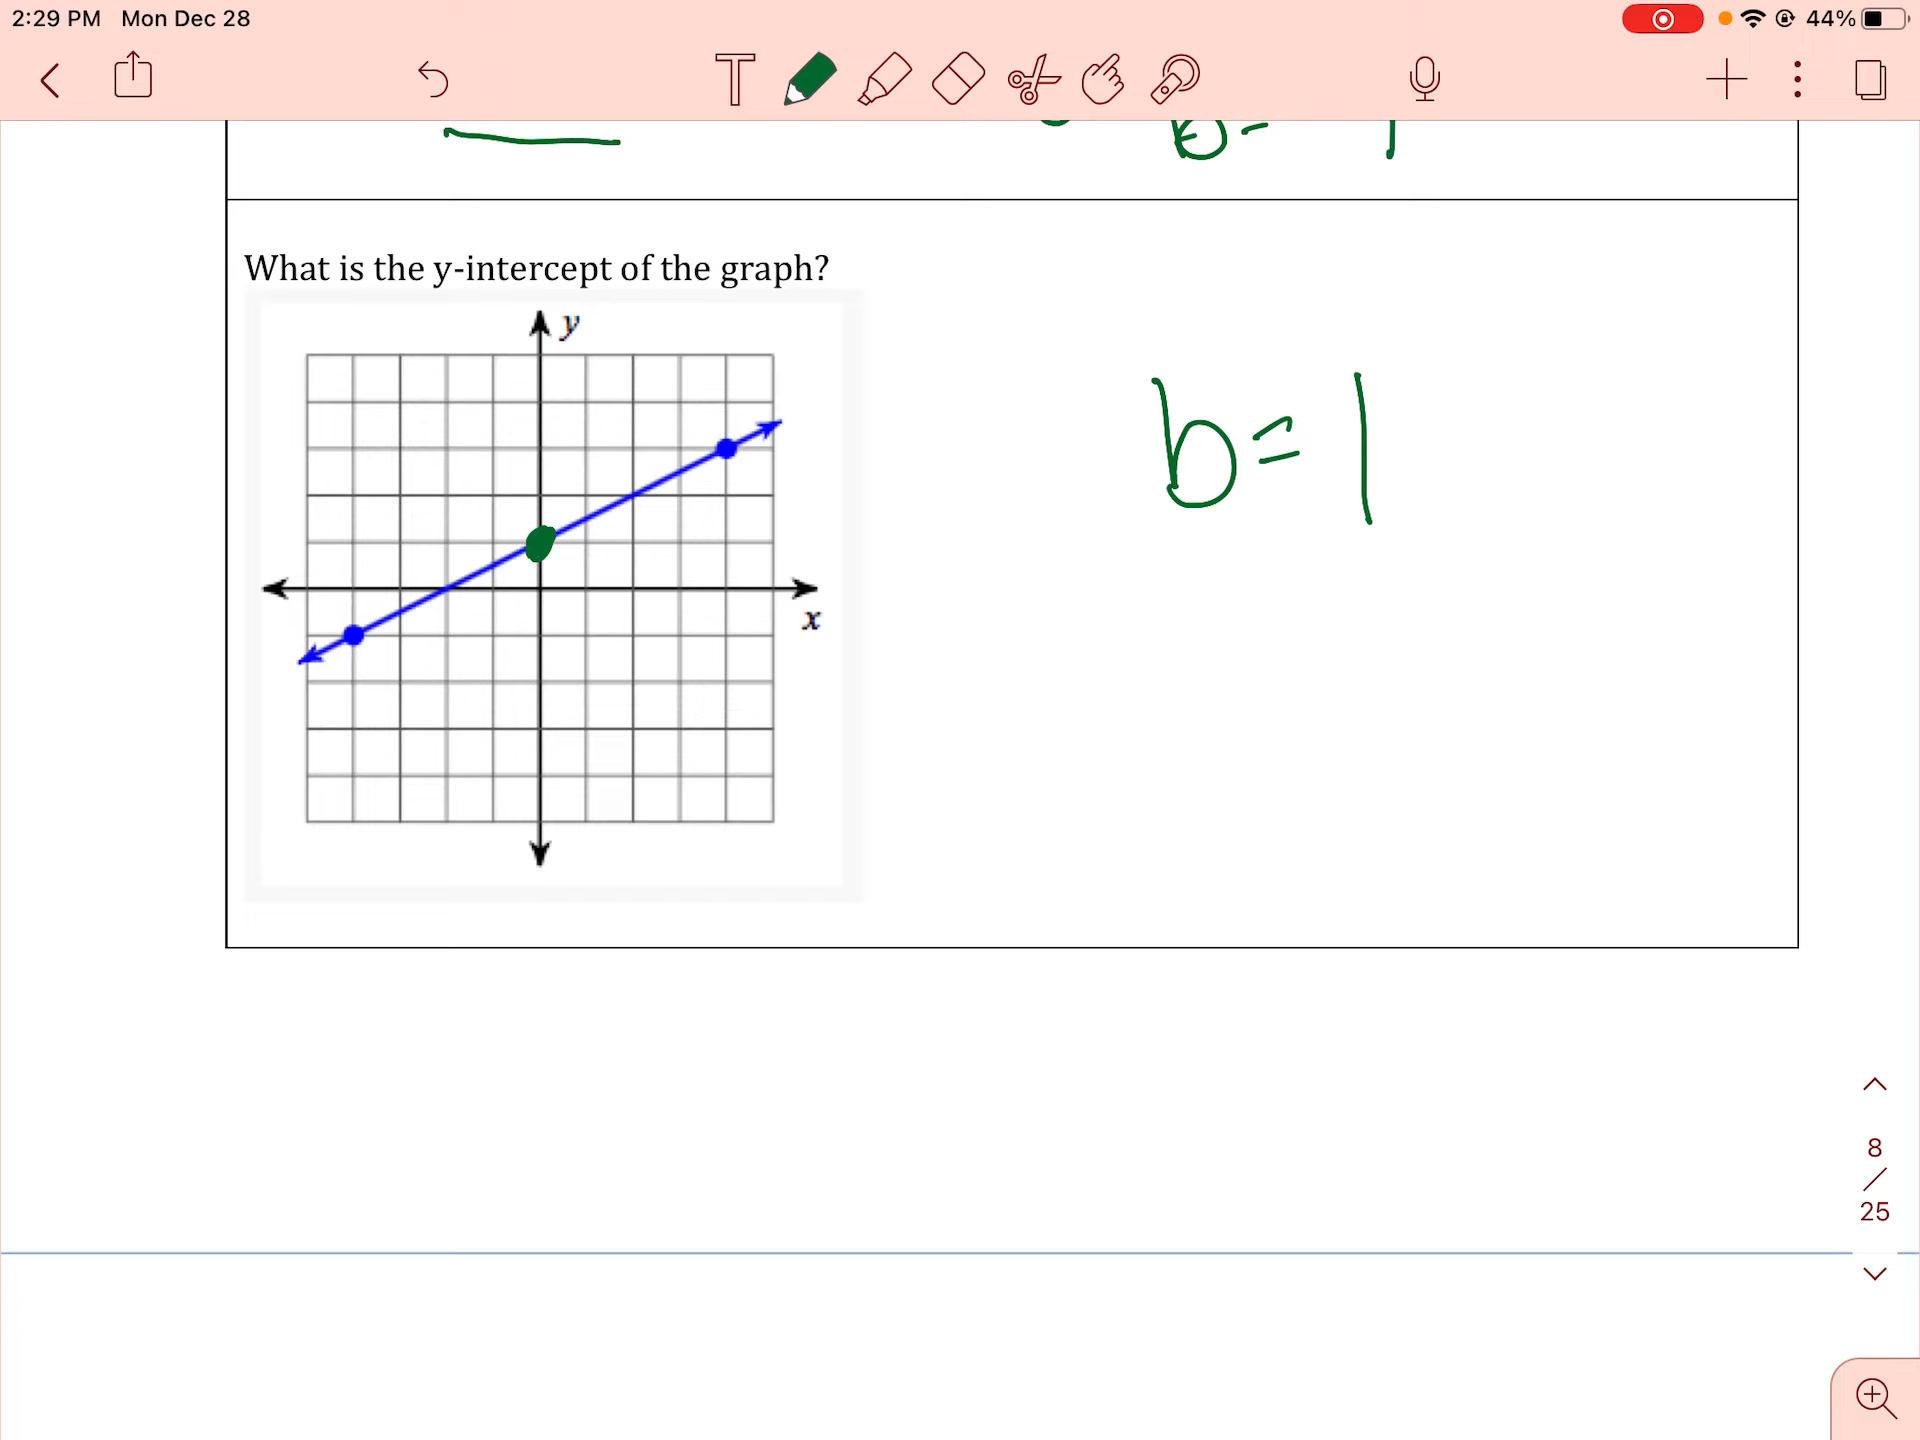 2:29 PM Mon Dec 28
44%
T
b=
What is the y-intercept of the graph?
y
x
b=1
8
/
25